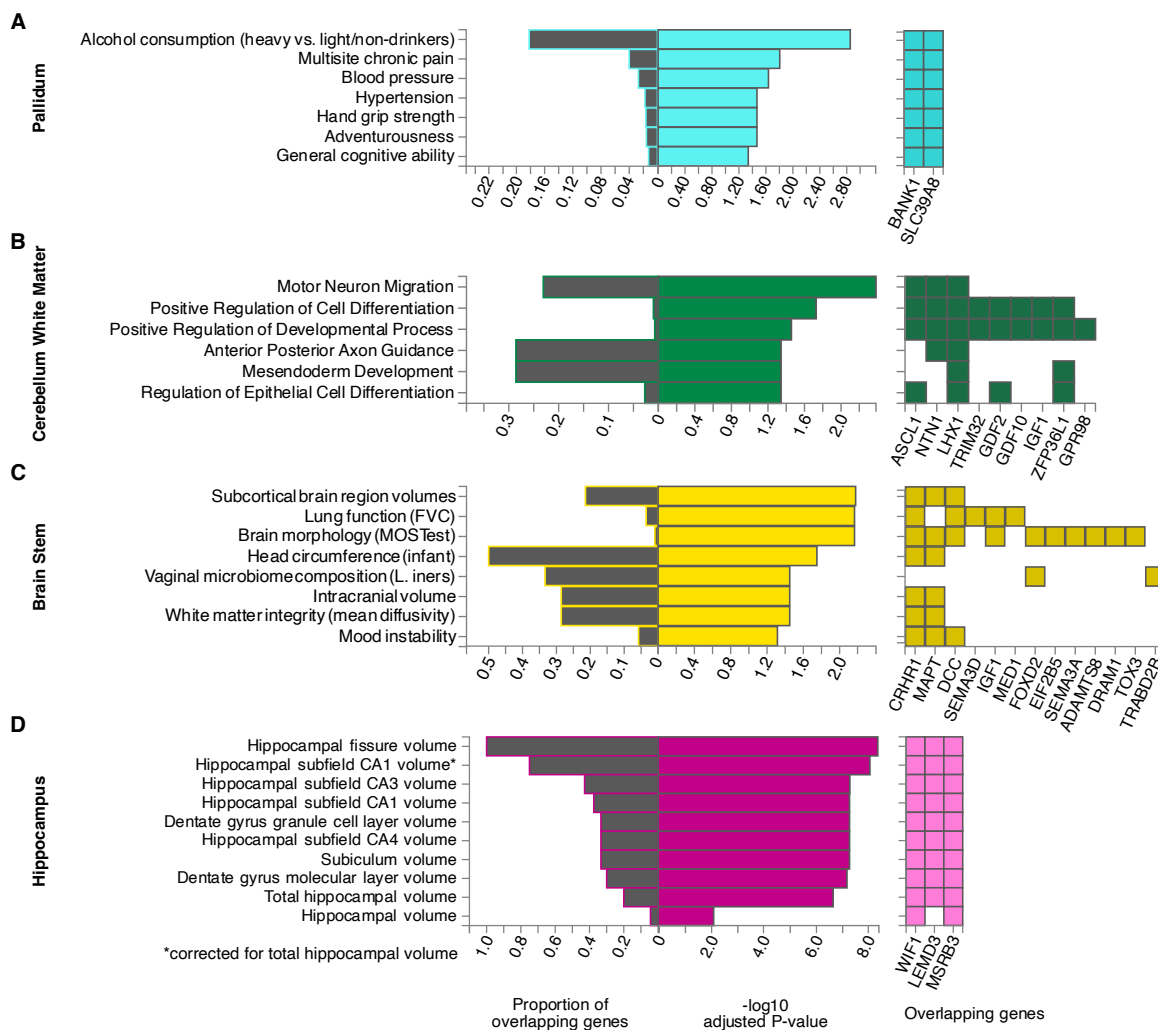 A
Pallidum
Alcohol consumption (heavy vs. light/non-drinkers)
Multisite chronic pain
Blood pressure
Hypertension
Hand grip strength
Adventurousness
General cognitive ability
0.22 0.20 0.16 0.12 0.08 0.04 0 0.40 0.80 1.20 1.60 2.00 2.40 2.80
BANK1
SLC39A8
B
Cerebellum White Matter
Motor Neuron Migration
Positive Regulation of Cell Differentiation
Positive Regulation of Developmental Process
Anterior Posterior Axon Guidance
Mesendoderm Development
Regulation of Epithelial Cell Differentiation
0.3 0.2 0.1 0 0.4 0.8 1.2 1.6 2.0
ASCL1
NTN1
LHX1
TRIM32
GDF2
GDF10
IGF1
ZFP36L1
GPR98
C
Brain Stem
Subcortical brain region volumes
Lung function (FVC)
Brain morphology (MOSTest)
Head circumference (infant)
Vaginal microbiome composition (L. iners)
Intracranial volume
White matter integrity (mean diffusivity)
Mood instability
0.5 0.4 0.3 0.2 0.1 0 0.4 0.8 1.2 1.6 2.0
CRHR1
MAPT
DCC
SEMA3D
IGF1
MED1
FOXD2
EIF2B5
SEMA3A
ADAMTS8
DRAM1
TOX3
D
Hippocampus
Hippocampal fissure volume
Hippocampal subfield CA1 volume*
Hippocampal subfield CA3 volume
Hippocampal subfield CA1 volume
Dentate gyrus granule cell layer volume
Hippocampal subfield CA4 volume
Subiculum volume
Dentate gyrus molecular layer volume
Total hippocampal volume
Hippocampal volume
1.0 0.8 0.6 0.4 0.2 0 2.0 4.0 6.0 8.0
WIF1
LEMD3
MSRB3
*corrected for total hippocampal volume
Proportion of
overlapping genes
-log10
adjusted P-value
Overlapping genes